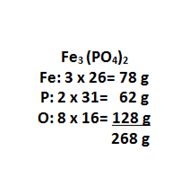 Fe₃ (PO₄)₂
Fe: 3 x 26= 78 g
P: 2 x 31= 62 g
O: 8 x 16= 128 g
268 g